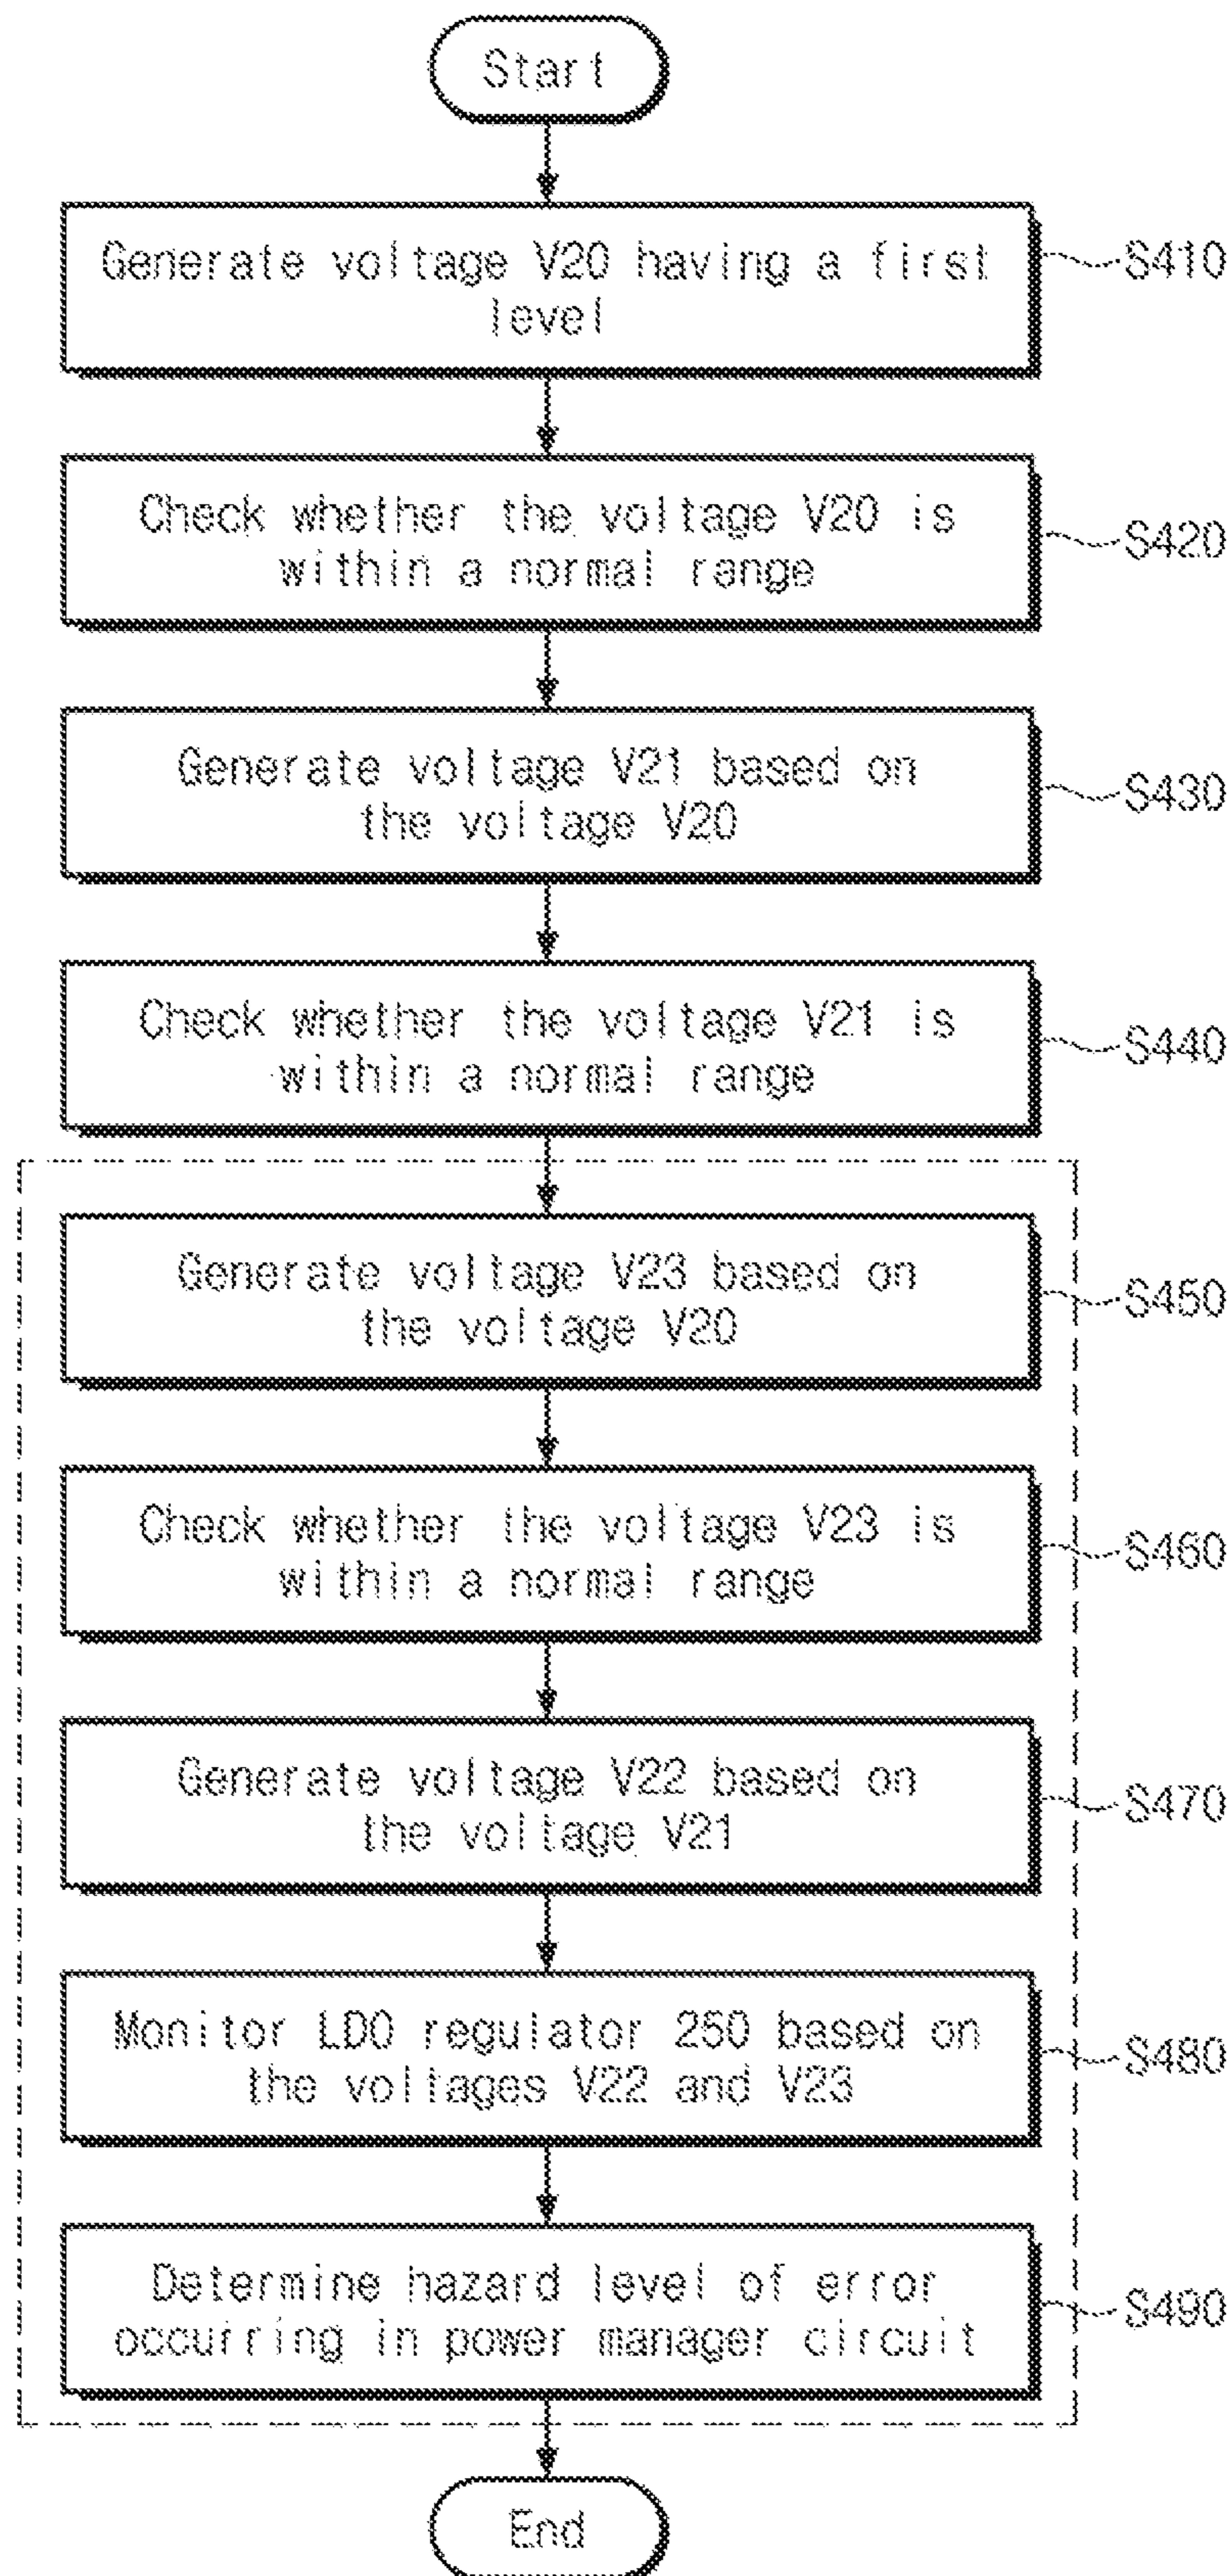 Start
Generate voltage V20 having a first
level
S410
Check whether the voltage V20 is
within a normal range
S420
Generate voltage V21 based on
the voltage V20
S430
Check whether the voltage V21 is
within a normal range
S440
Generate voltage V23 based on
the voltage V20
S450
Check whether the voltage V23 is
within a normal range
S460
Generate voltage V22 based on
the voltage V21
S470
Monitor LDO regulator 250 based on
the voltages V22 and V23
S480
Determine hazard level of error
occurring in power manager circuit
S490
End